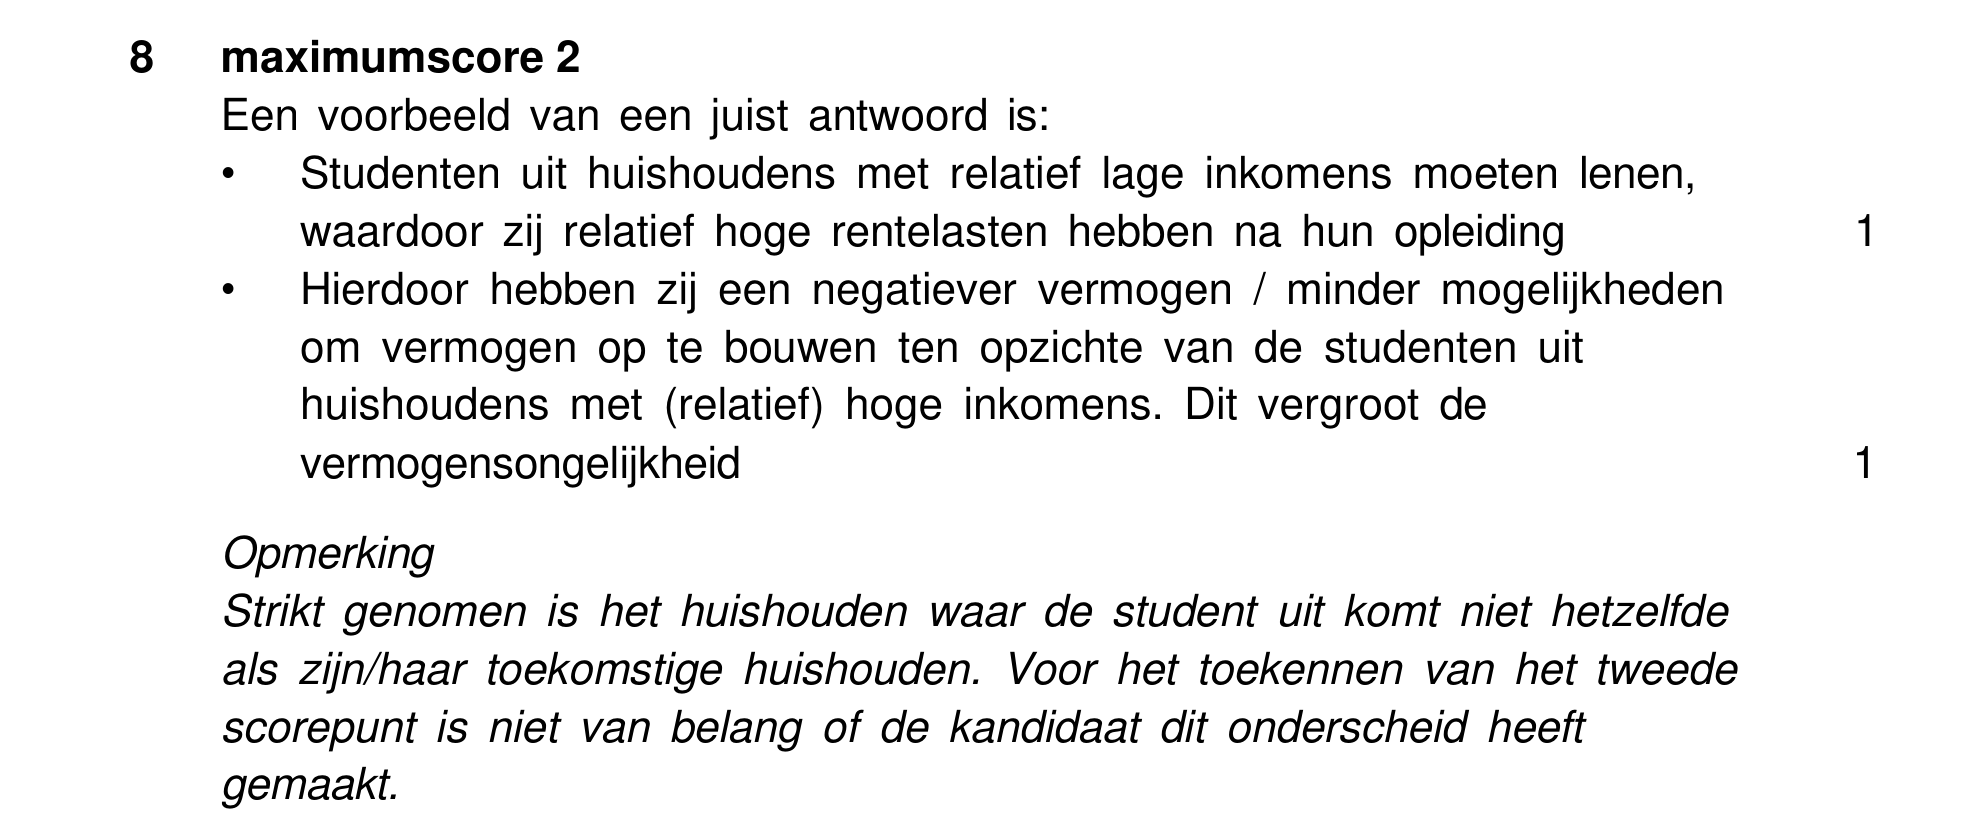 8 maximumscore 2
Een voorbeeld van een juist antwoord is:
• Studenten uit huishoudens met relatief lage inkomens moeten lenen,
waardoor zij relatief hoge rentelasten hebben na hun opleiding 1
• Hierdoor hebben zij een negatiever vermogen / minder mogelijkheden
om vermogen op te bouwen ten opzichte van de studenten uit
huishoudens met (relatief) hoge inkomens. Dit vergroot de
vermogensongelijkheid 1
Opmerking
Strikt genomen is het huishouden waar de student uit komt niet hetzelfde
als zijn/haar toekomstige huishouden. Voor het toekennen van het tweede
scorepunt is niet van belang of de kandidaat dit onderscheid heeft
gemaakt.